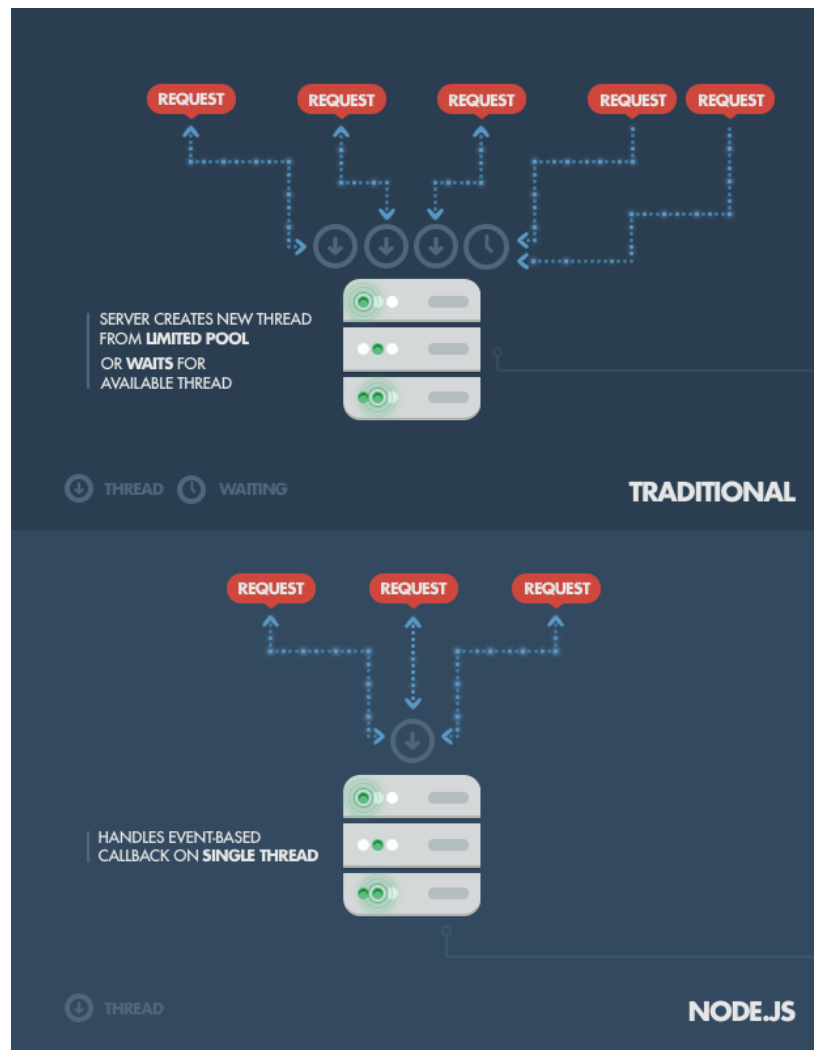 REQUEST REQUEST REQUEST REQUEST REQUEST
SERVER CREATES NEW THREAD
FROM LIMITED POOL
OR WAITS FOR
AVAILABLE THREAD
THREAD WAITING
TRADITIONAL
REQUEST REQUEST REQUEST
HANDLES EVENT-BASED
CALLBACK ON SINGLE THREAD
THREAD
NODE.JS